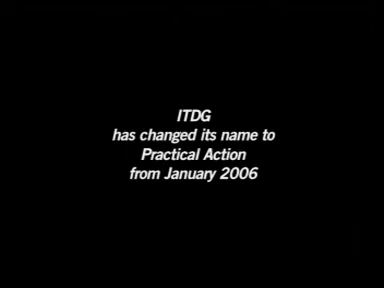 ITDG
has changed its name to
Practical Action
from January 2006